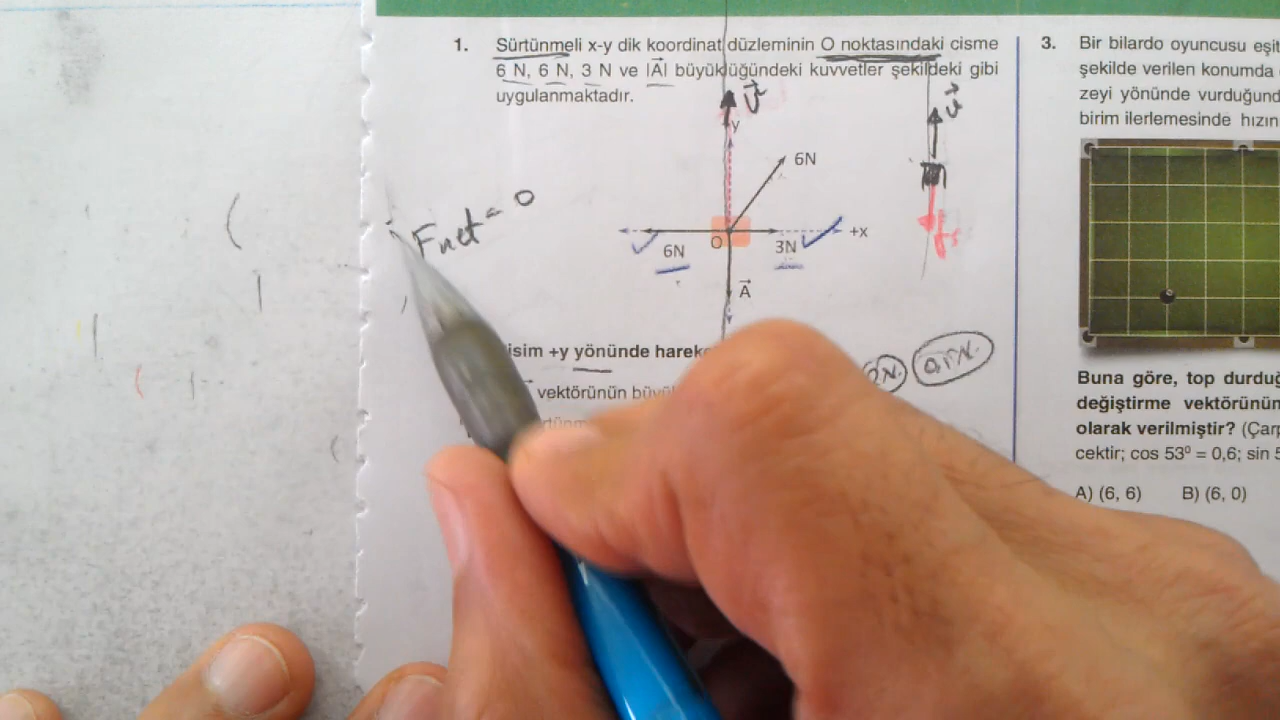 1. Sürtünmeli x-y dik koordinat düzleminin O noktasındaki cisme
6 N, 6 N, 3 N ve |A⃗| büyüklüğündeki kuvvetler şekildeki gibi
uygulanmaktadır.
y
6N
+x
O
6N
3N
A⃗
v⃗
v⃗
fs
Fnet = 0
isim +y yönünde harek
vektörünün büyü
3. Bir bilardo oyuncusu eşit
şekilde verilen konumda
zeyi yönünde vurduğund
birim ilerlemesinde hızın
Buna göre, top durduğ
değiştirme vektörünün
olarak verilmiştir? (Çarp
cektir; cos 53⁰ = 0,6; sin 5
A) (6, 6) B) (6, 0)